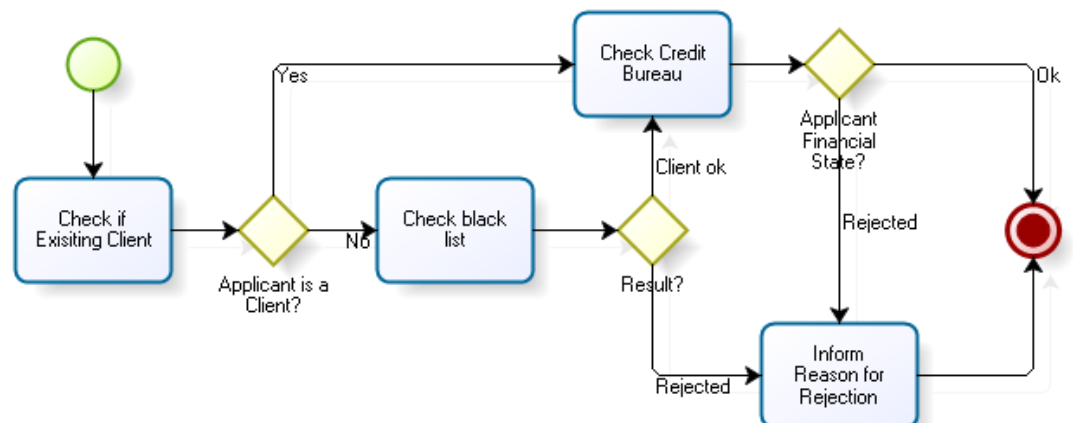 Check Credit
Bureau
Yes
Ok
Applicant
Financial
State?
Client ok
Check if
Exisiting Client
Check black
list
No
Rejected
Applicant is a
Client?
Result?
Inform
Reason for
Rejection
Rejected